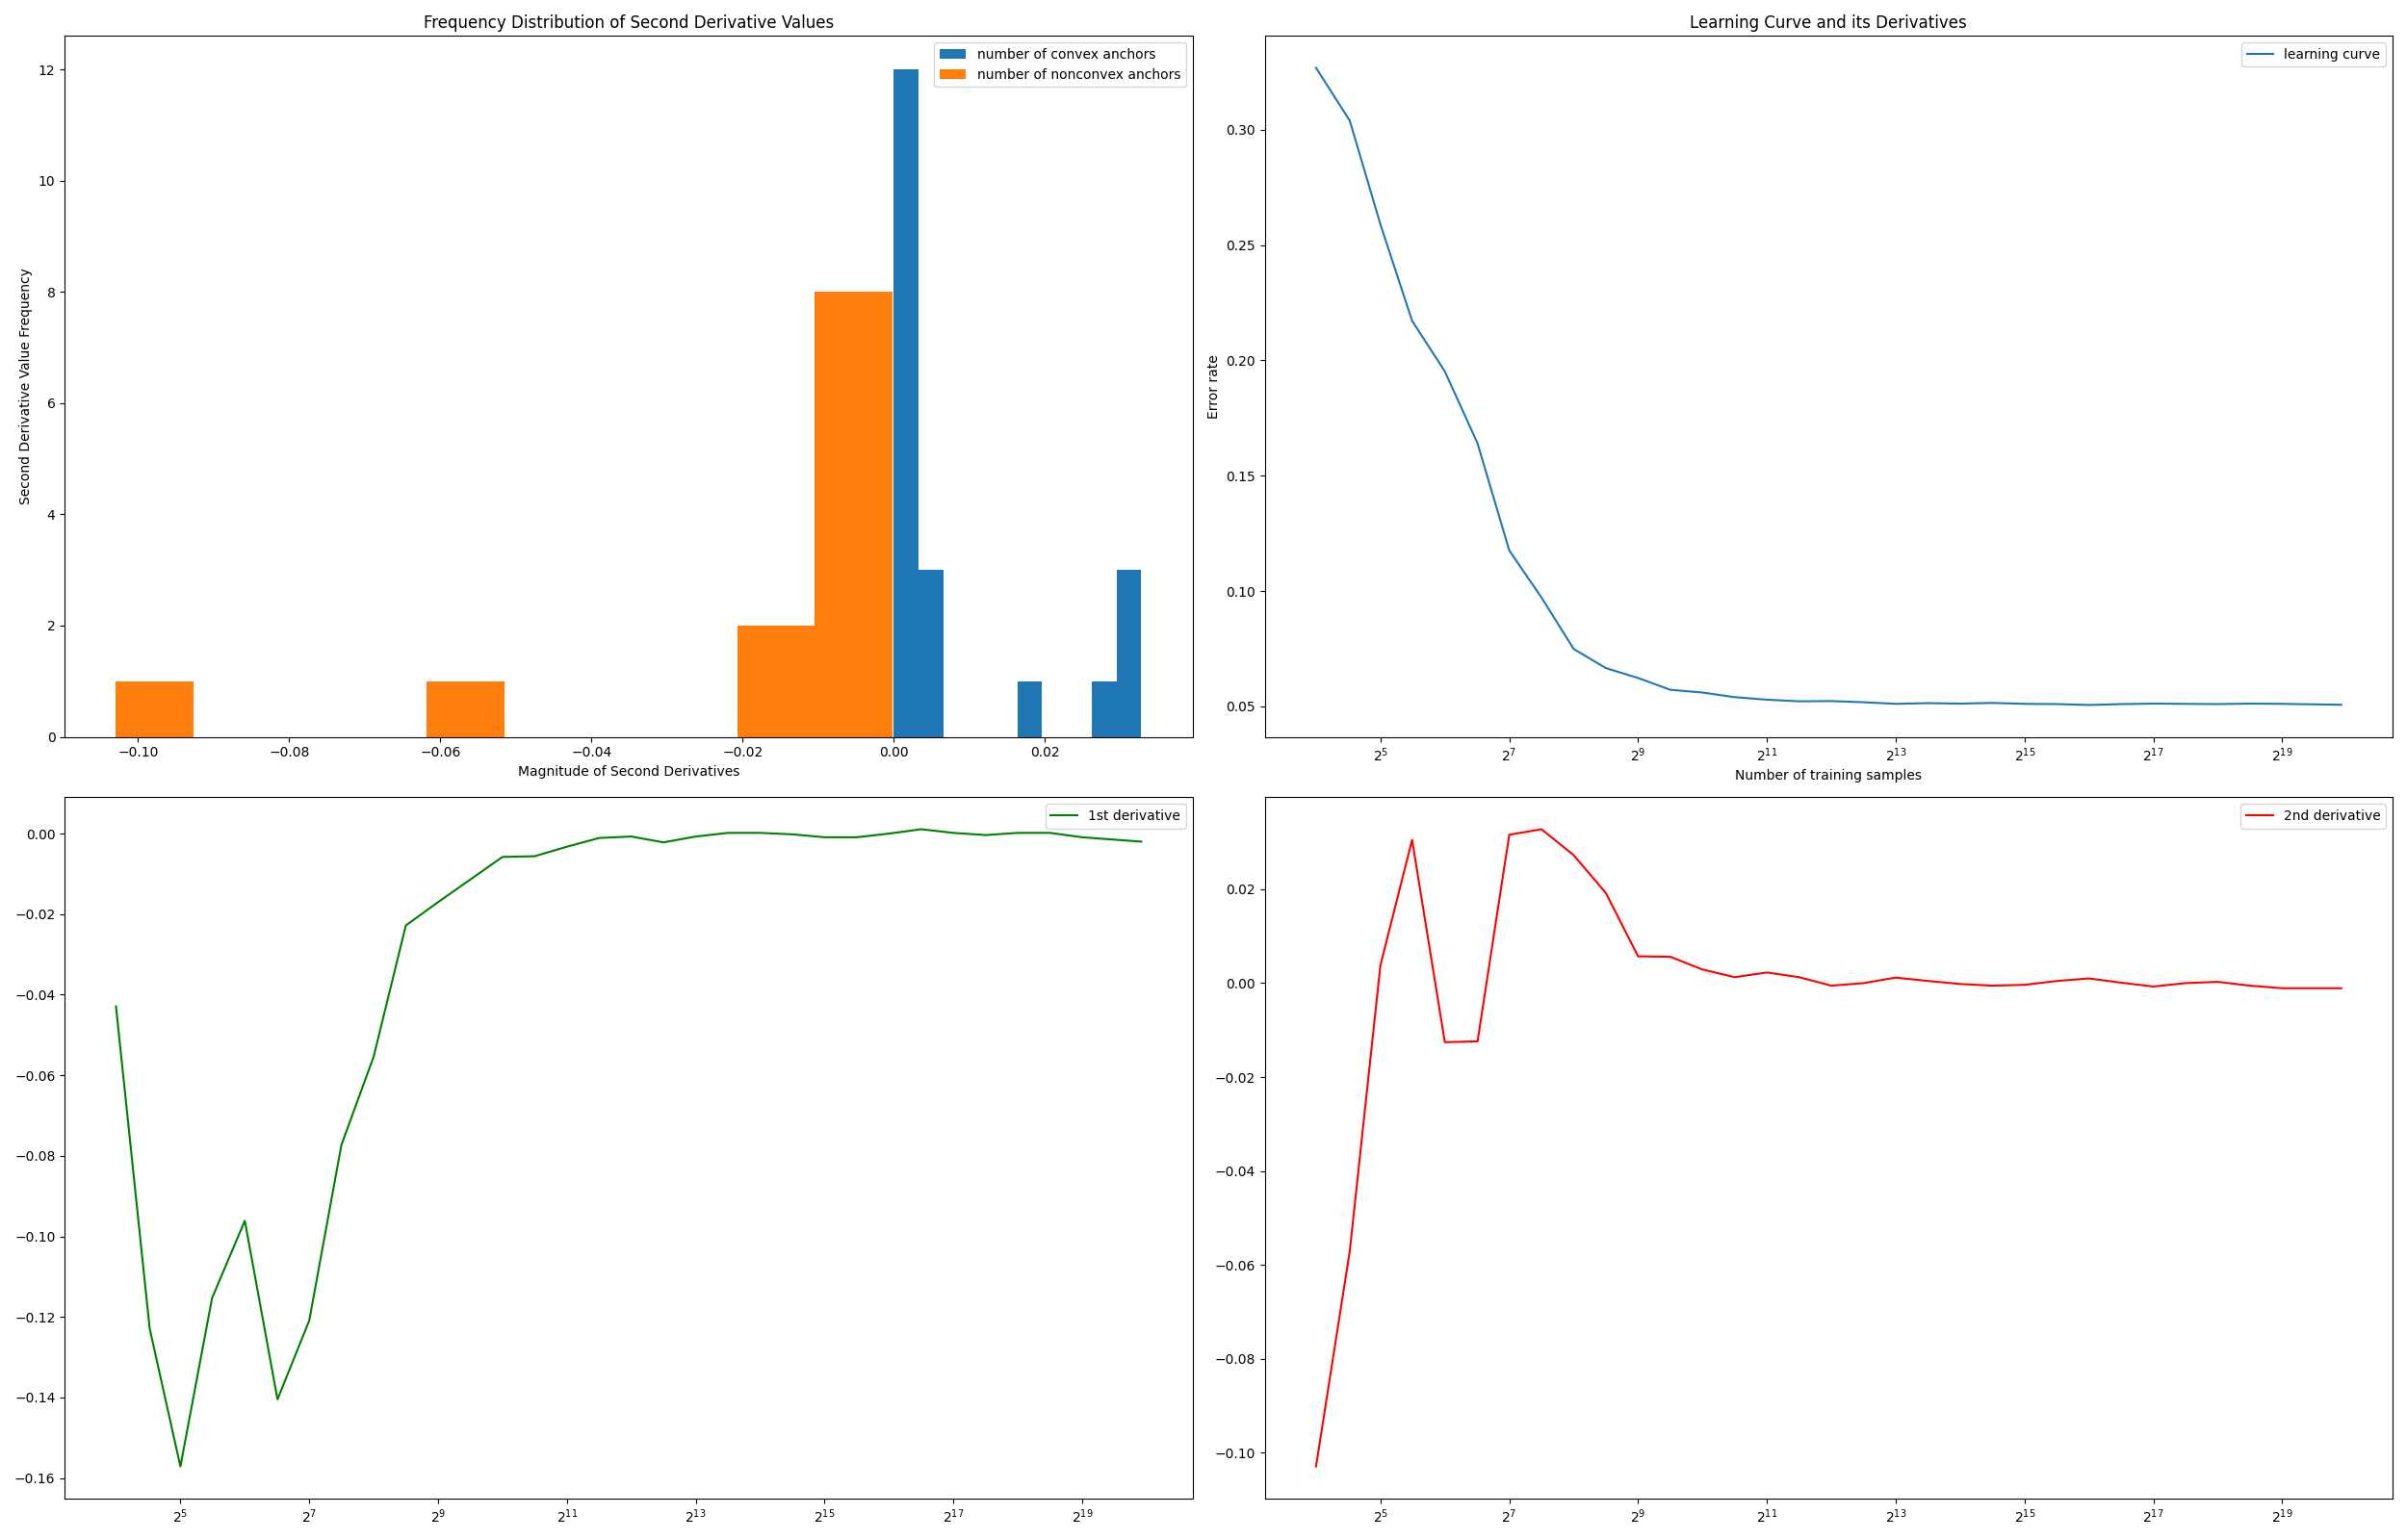 Frequency Distribution of Second Derivative Values
number of convex anchors
number of nonconvex anchors
12
10
8
6
4
2
0
Second Derivative Value Frequency
−0.10 −0.08 −0.06 −0.04 −0.02 0.00 0.02
Magnitude of Second Derivatives
Learning Curve and its Derivatives
learning curve
0.30
0.25
0.20
0.15
0.10
0.05
Error rate
2^5 2^7 2^9 2^11 2^13 2^15 2^17 2^19
Number of training samples
1st derivative
0.00
−0.02
−0.04
−0.06
−0.08
−0.10
−0.12
−0.14
−0.16
2^5 2^7 2^9 2^11 2^13 2^15 2^17 2^19
2nd derivative
0.02
0.00
−0.02
−0.04
−0.06
−0.08
−0.10
2^5 2^7 2^9 2^11 2^13 2^15 2^17 2^19